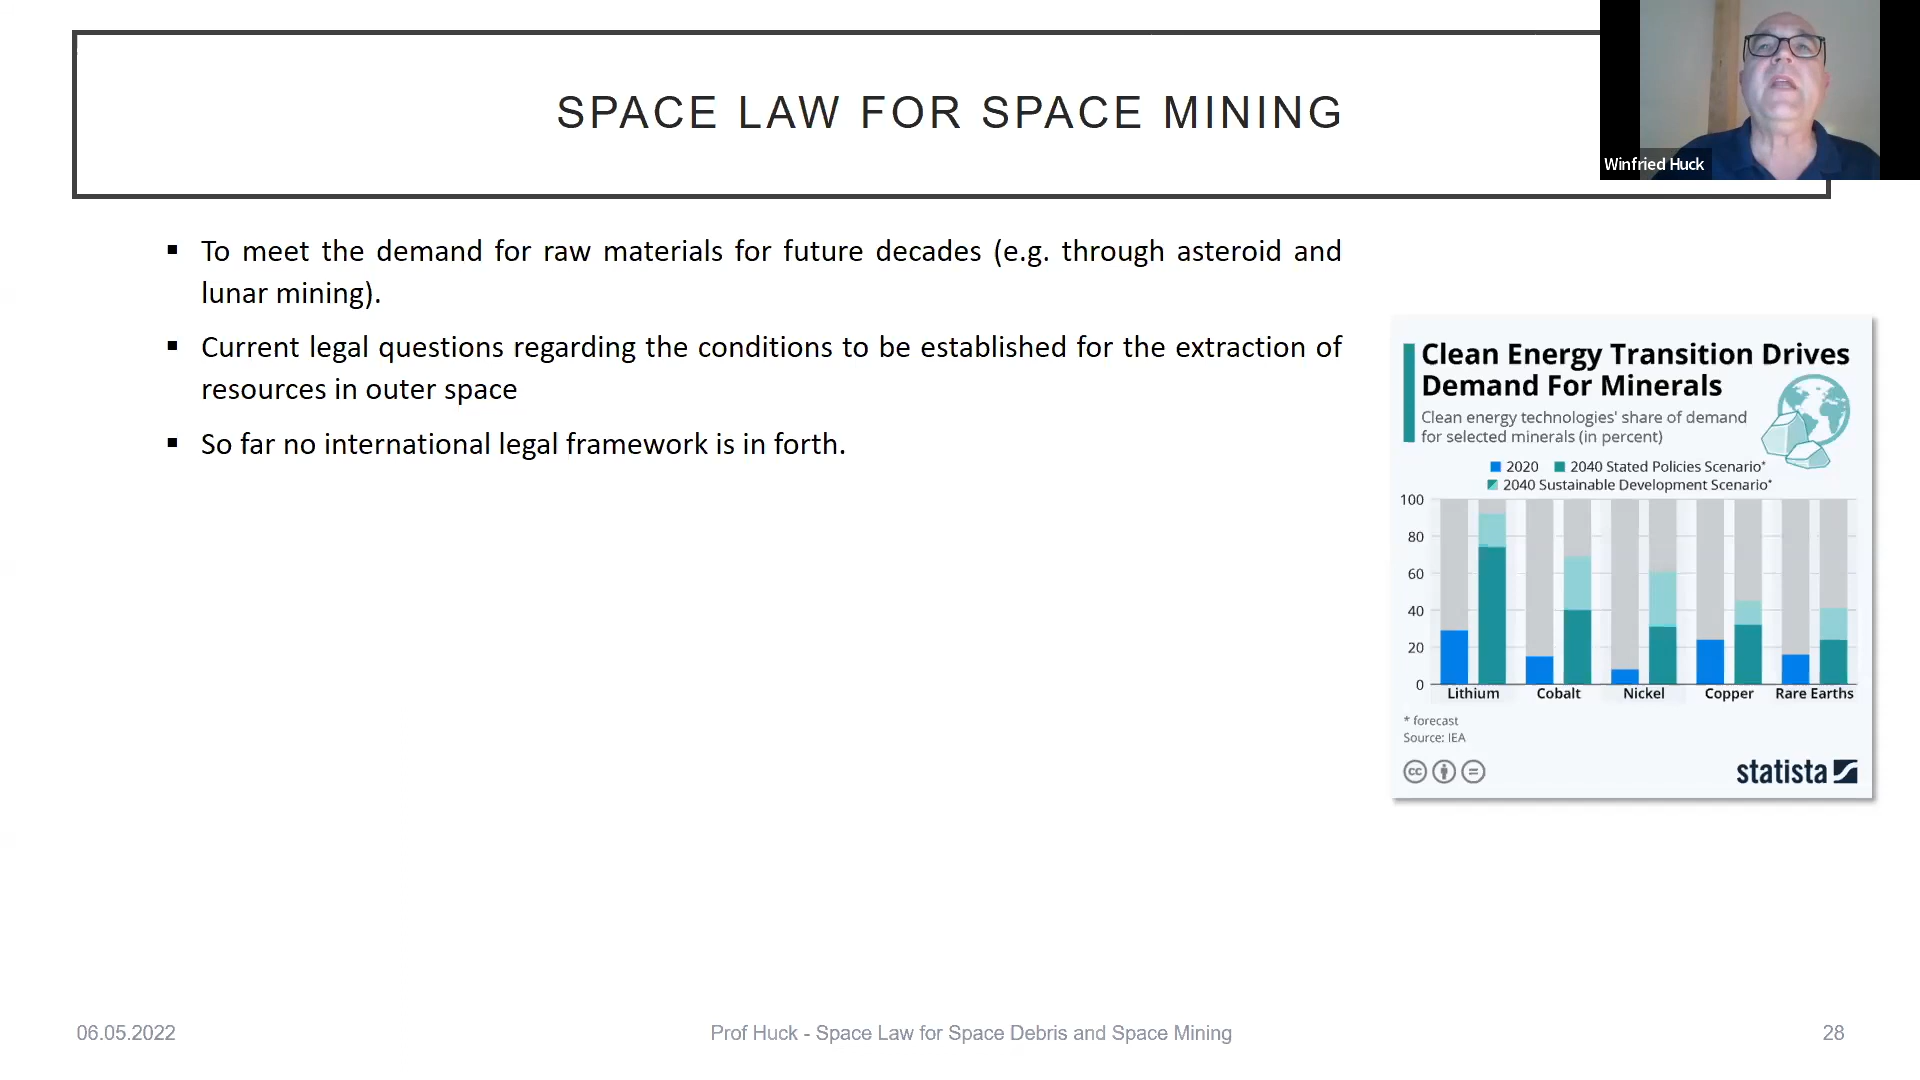 SPACE LAW FOR SPACE MINING
Winfried Huck
▪ To meet the demand for raw materials for future decades (e.g. through asteroid and
lunar mining).
▪ Current legal questions regarding the conditions to be established for the extraction of
resources in outer space
▪ So far no international legal framework is in forth.
Clean Energy Transition Drives
Demand For Minerals
Clean energy technologies' share of demand
for selected minerals (in percent)
2020 2040 Stated Policies Scenario*
2040 Sustainable Development Scenario*
100
80
60
40
20
0
Lithium Cobalt Nickel Copper Rare Earths
* forecast
Source: IEA
cc =
statista
06.05.2022 Prof Huck - Space Law for Space Debris and Space Mining 28